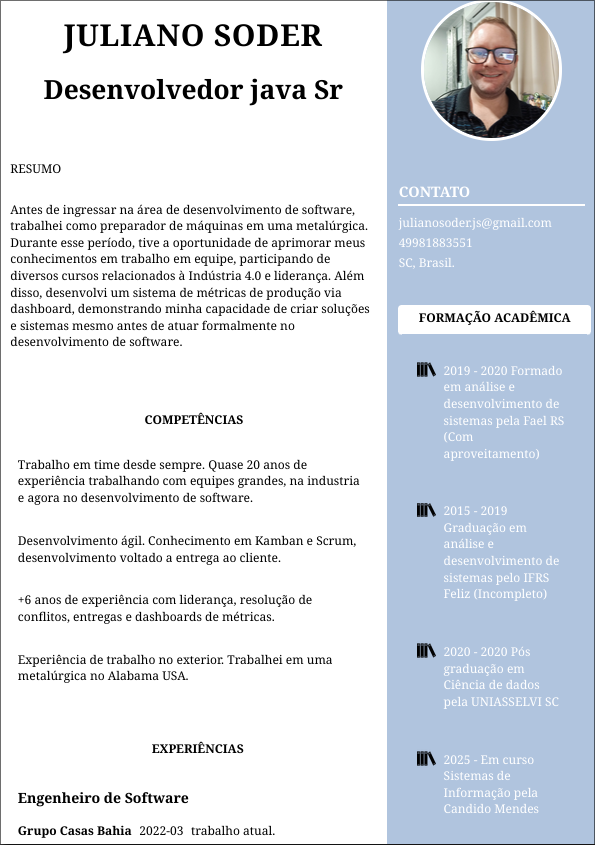 JULIANO SODER
Desenvolvedor java Sr
RESUMO
Antes de ingressar na área de desenvolvimento de software,
trabalhei como preparador de máquinas em uma metalúrgica.
Durante esse período, tive a oportunidade de aprimorar meus
conhecimentos em trabalho em equipe, participando de
diversos cursos relacionados à Indústria 4.0 e liderança. Além
disso, desenvolvi um sistema de métricas de produção via
dashboard, demonstrando minha capacidade de criar soluções
e sistemas mesmo antes de atuar formalmente no
desenvolvimento de software.
COMPETÊNCIAS
Trabalho em time desde sempre. Quase 20 anos de
experiência trabalhando com equipes grandes, na industria
e agora no desenvolvimento de software.
Desenvolvimento ágil. Conhecimento em Kamban e Scrum,
desenvolvimento voltado a entrega ao cliente.
+6 anos de experiência com liderança, resolução de
conflitos, entregas e dashboards de métricas.
Experiência de trabalho no exterior. Trabalhei em uma
metalúrgica no Alabama USA.
EXPERIÊNCIAS
Engenheiro de Software
Grupo Casas Bahia 2022-03 trabalho atual.
CONTATO
julianosoder.js@gmail.com
49981883551
SC, Brasil.
FORMAÇÃO ACADÊMICA
2019 - 2020 Formado
em análise e
desenvolvimento de
sistemas pela Fael RS
(Com
aproveitamento)
2015 - 2019
Graduação em
análise e
desenvolvimento de
sistemas pelo IFRS
Feliz (Incompleto)
2020 - 2020 Pós
graduação em
Ciência de dados
pela UNIASSELVI SC
2025 - Em curso
Sistemas de
Informação pela
Candido Mendes